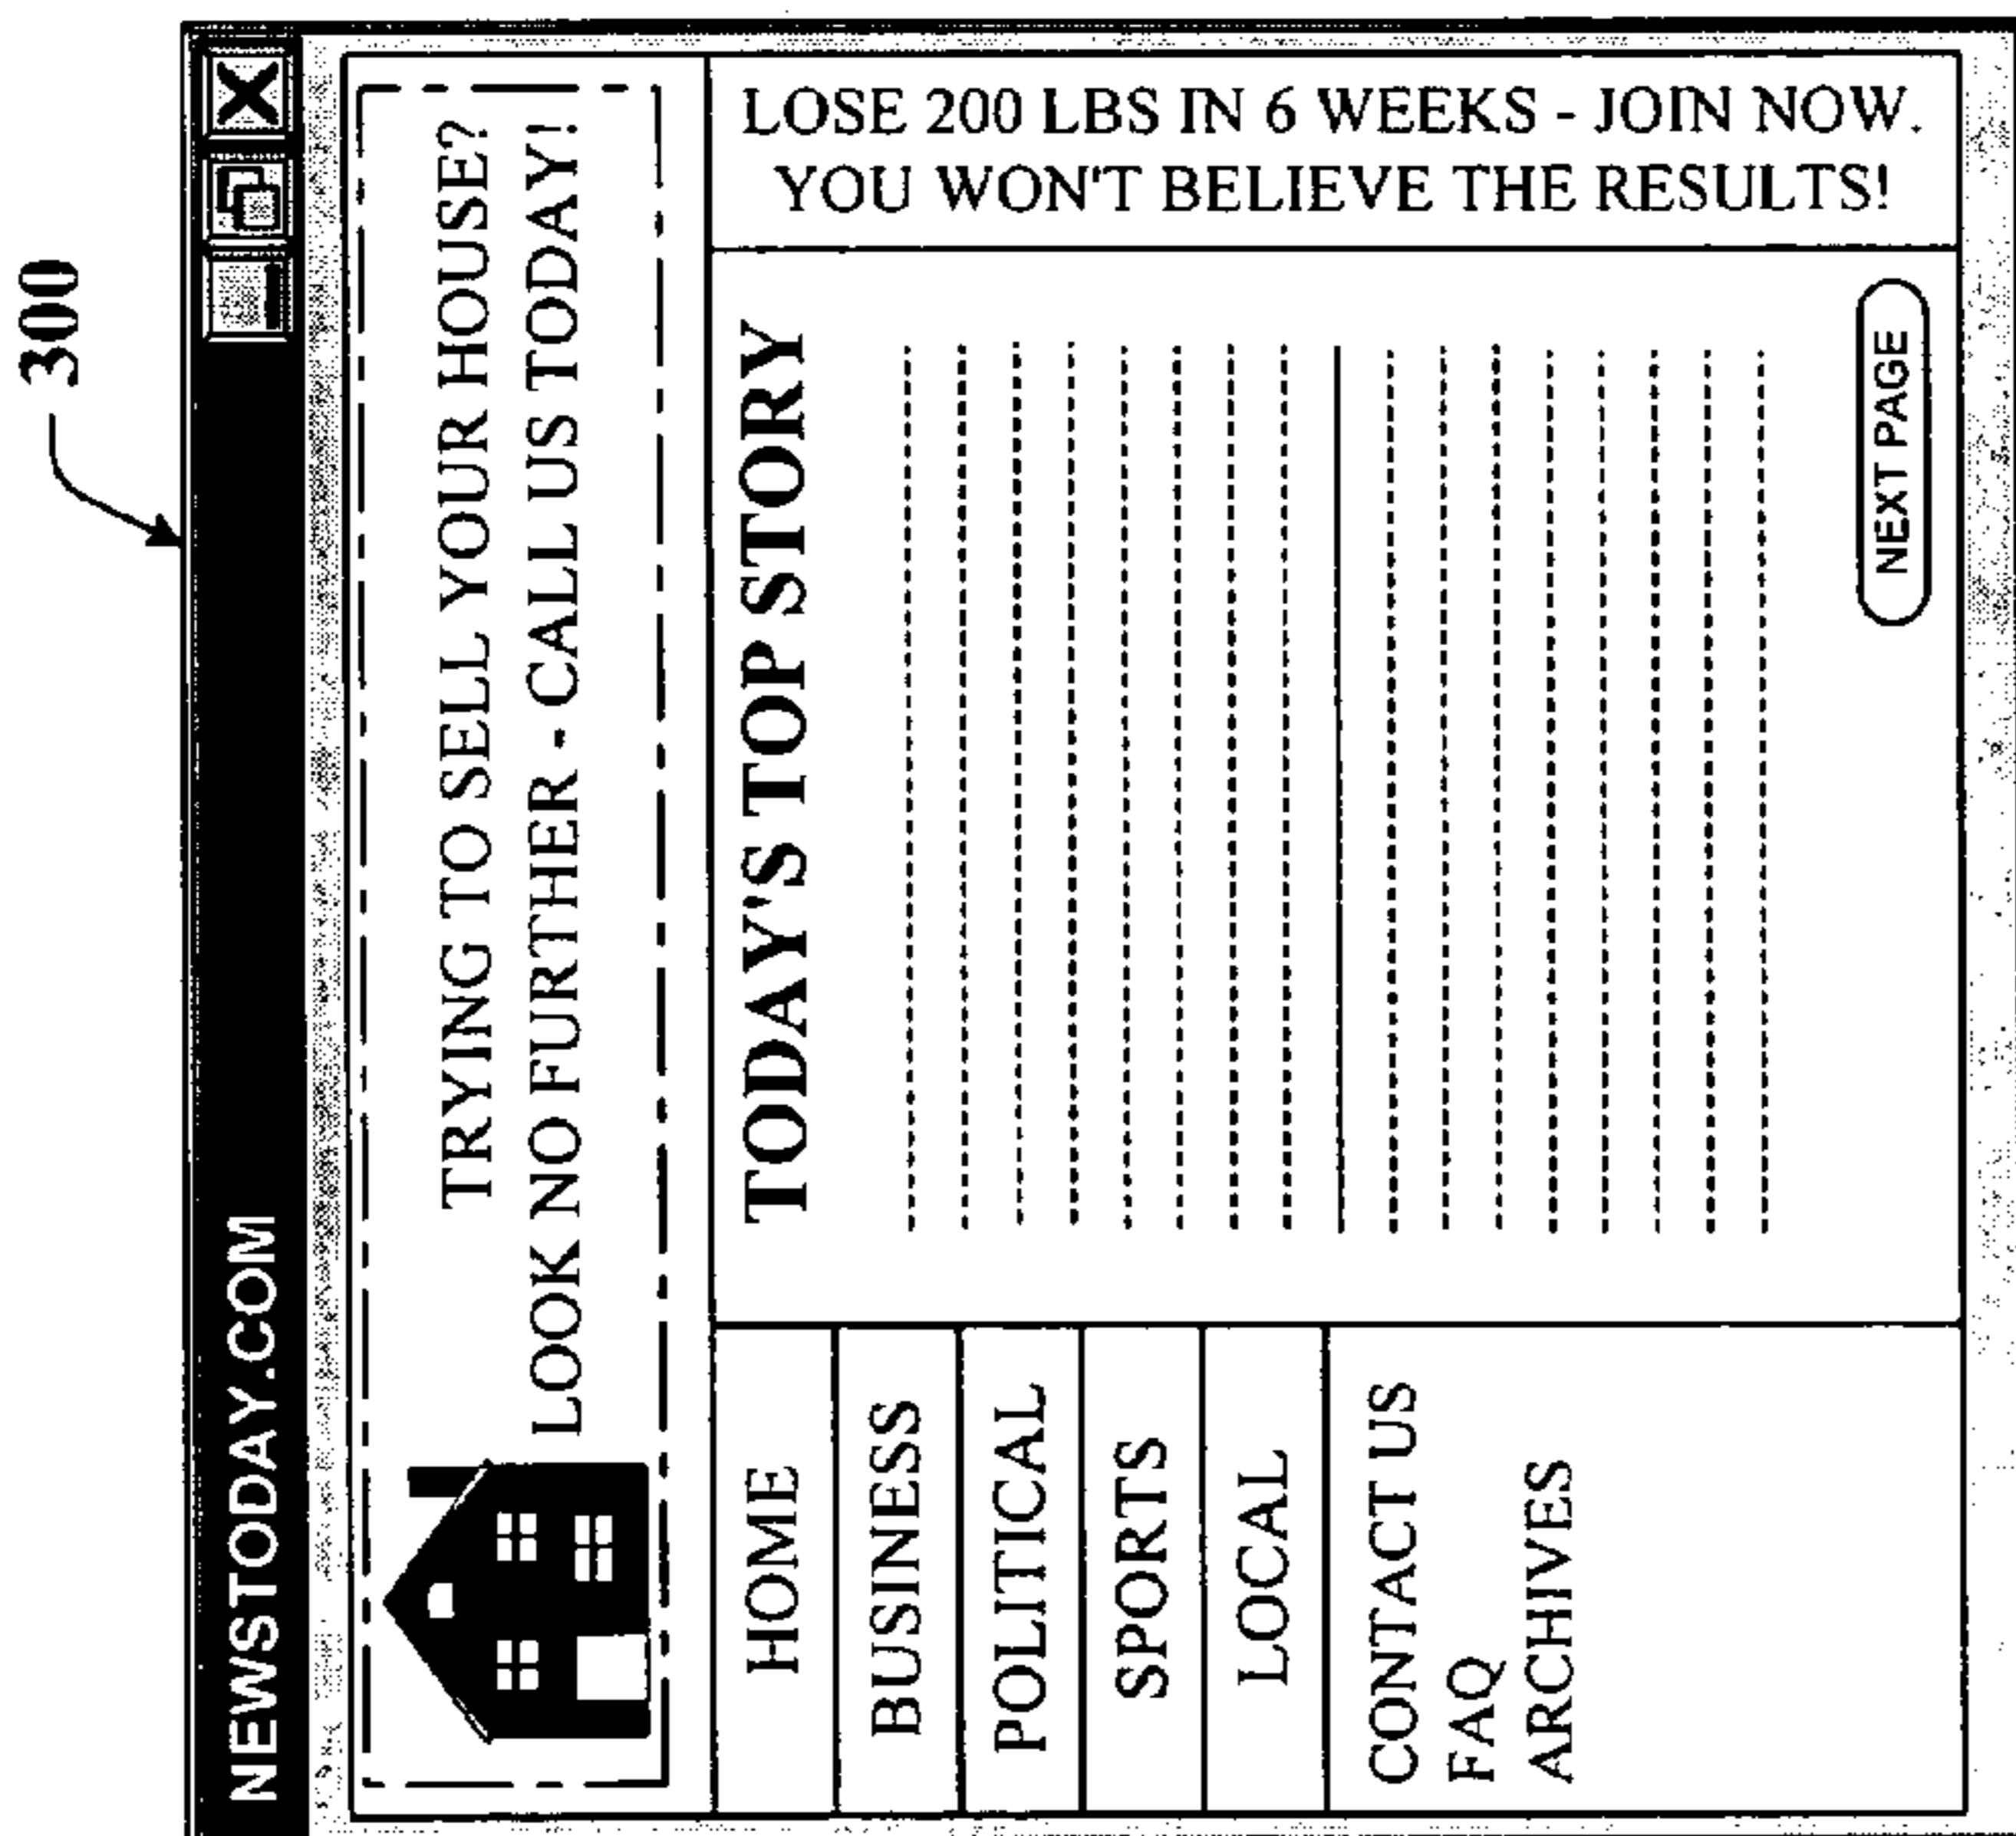 300
NEWSTODAY.COM
TRYING TO SELL YOUR HOUSE?
LOOK NO FURTHER - CALL US TODAY!
HOME
BUSINESS
POLITICAL
SPORTS
LOCAL
CONTACT US
FAQ
ARCHIVES
TODAY'S TOP STORY
NEXT PAGE
LOSE 200 LBS IN 6 WEEKS - JOIN NOW.
YOU WON'T BELIEVE THE RESULTS!